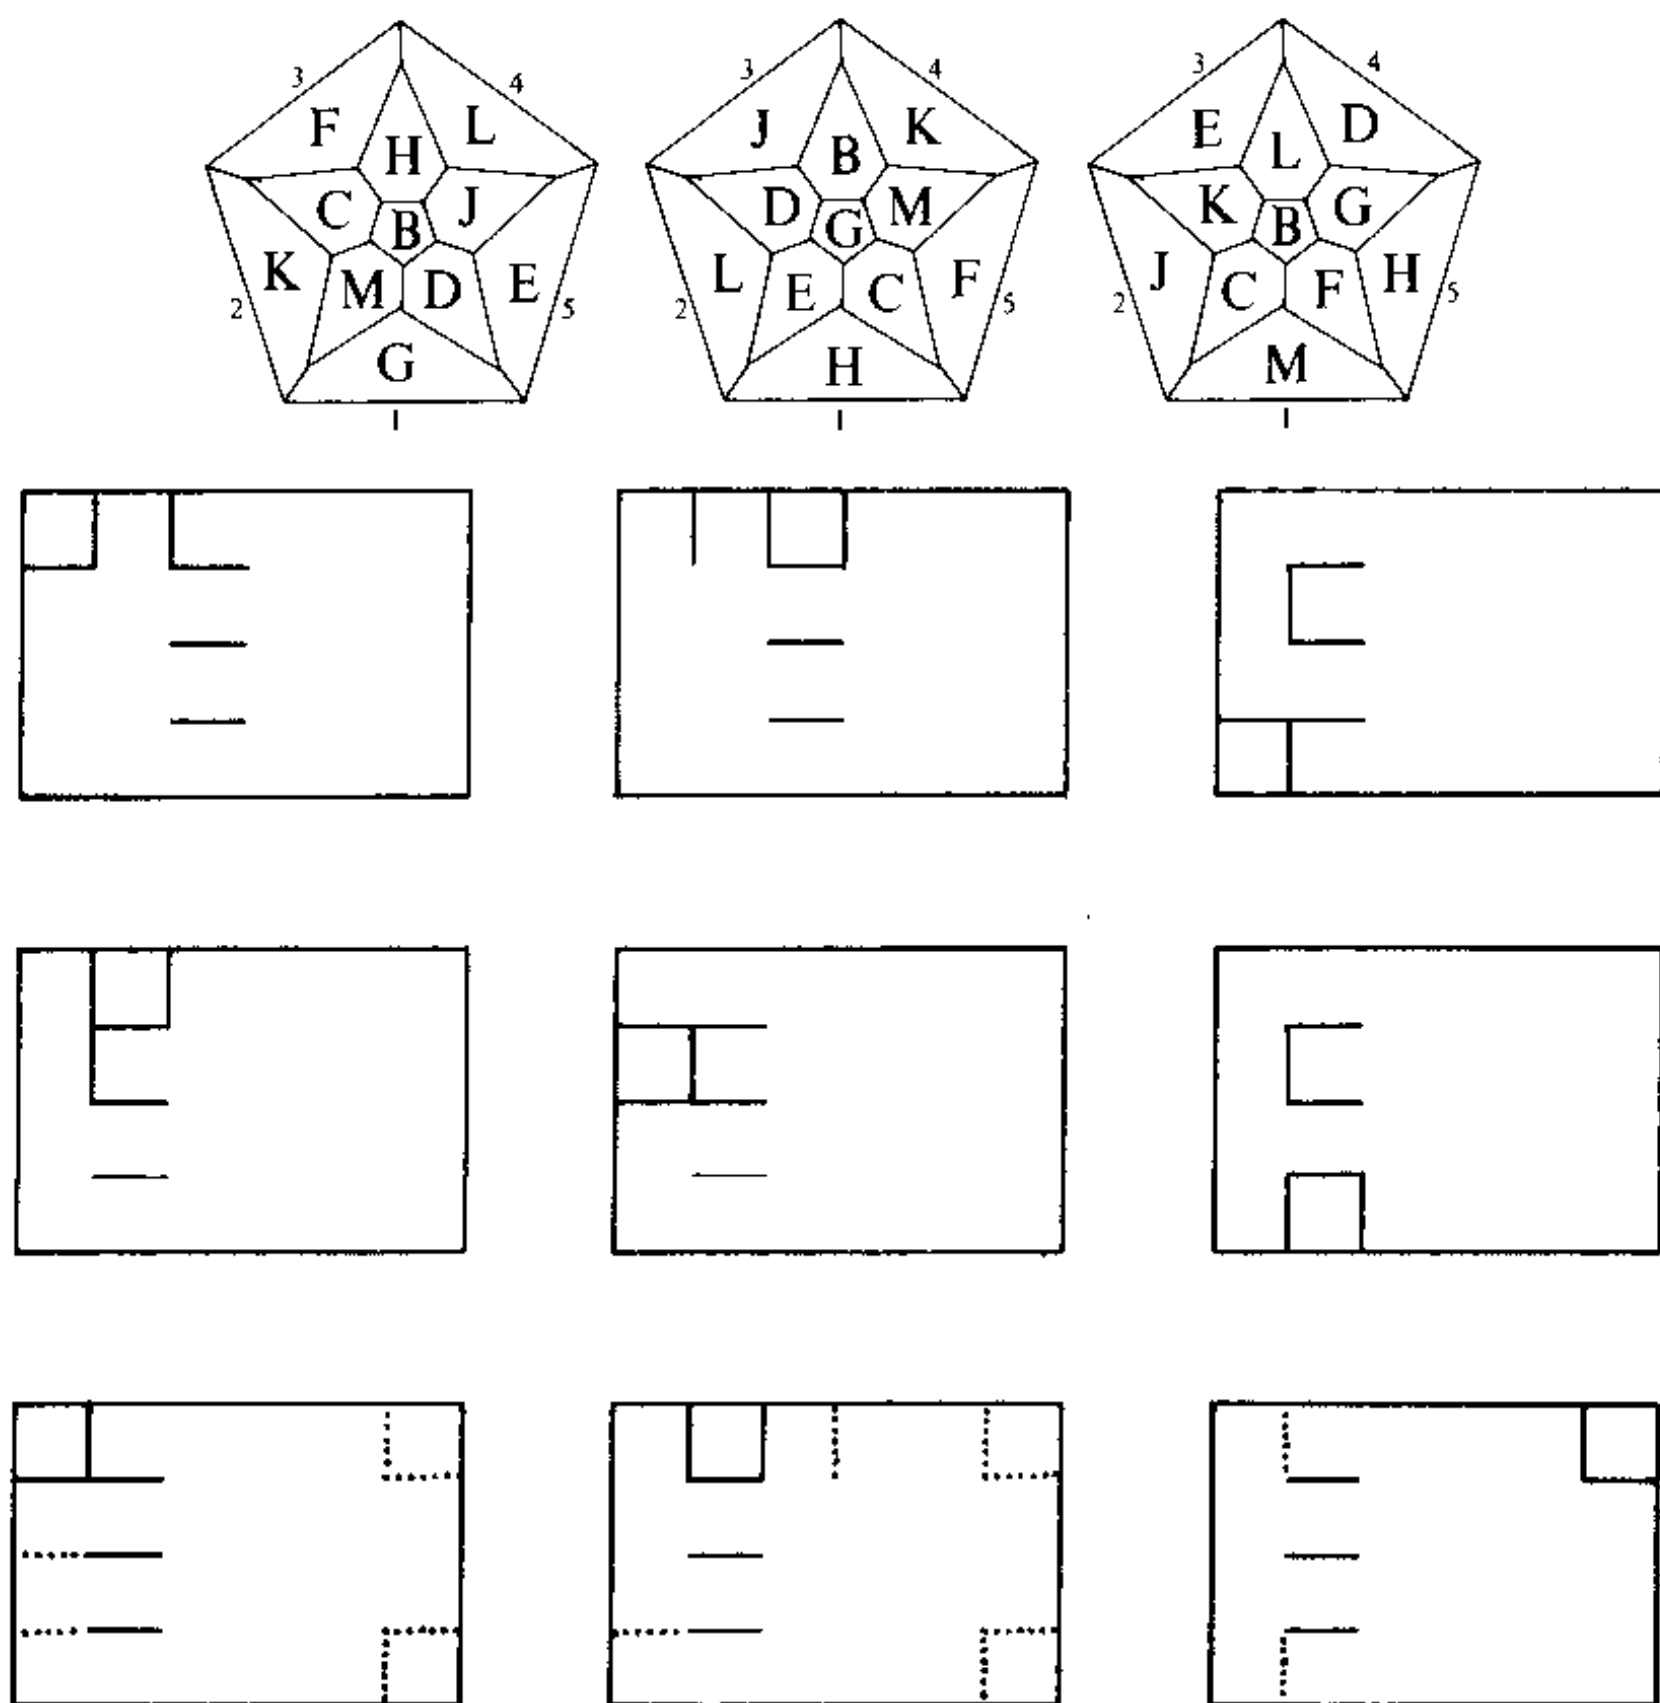 3 4 3 4 3 4
F L J K E D
H B L
C J D M K G
B G B
K E L F J H
M D E C C F
2 5 2 5 2 5
G H M
1 1 1